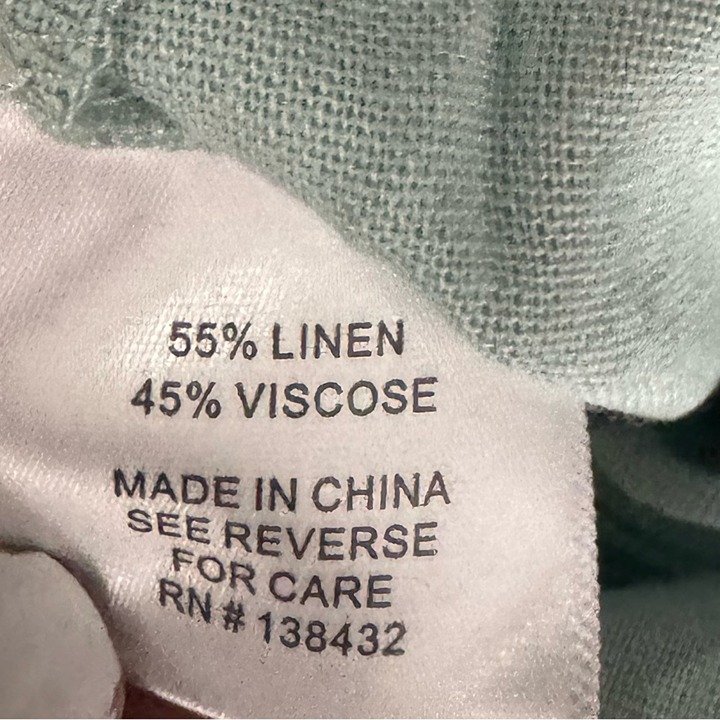 55% LINEN
45% VISCOSE
MADE IN CHINA
SEE REVERSE
FOR CARE
RN # 138432